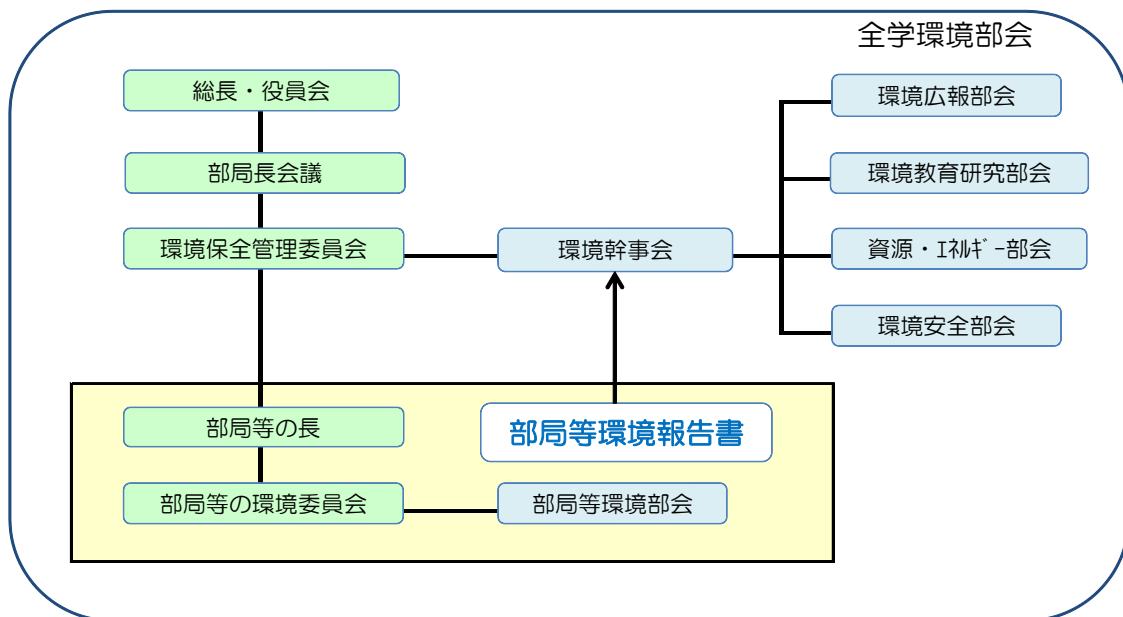 全学環境部会
総長・役員会
部局長会議
環境保全管理委員会
環境幹事会
環境広報部会
環境教育研究部会
資源・ｴﾈﾙｷﾞｰ部会
環境安全部会
部局等の長
部局等環境報告書
部局等の環境委員会
部局等環境部会